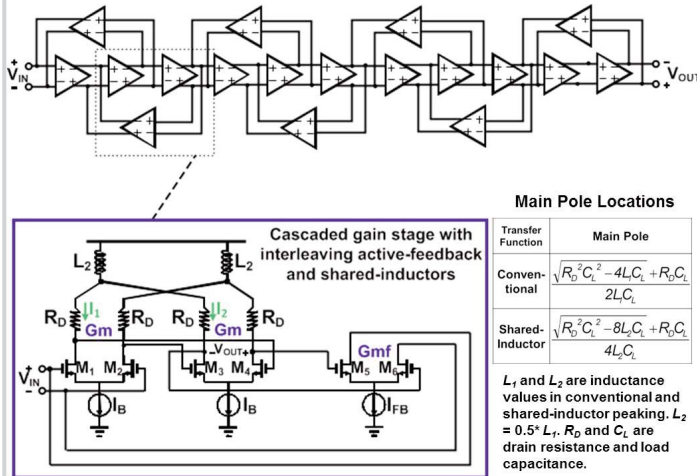 + - + - + - + -
V_IN
V_OUT
Cascaded gain stage with
interleaving active-feedback
and shared-inductors
L_2 L_2
I_1 I_2
R_D R_D R_D R_D
Gm Gm
-V_OUT+
Gmf
V_IN
M_1 M_2 M_3 M_4 M_5 M_6
I_B I_B I_FB
Main Pole Locations
Transfer
Function
Main Pole
Conven-
tional
√(R_D²C_L² - 4L_1C_L) + R_DC_L
2L_1C_L
Shared-
Inductor
√(R_D²C_L² - 8L_2C_L) + R_DC_L
4L_2C_L
L_1 and L_2 are inductance
values in conventional and
shared-inductor peaking. L_2
= 0.5* L_1. R_D and C_L are
drain resistance and load
capacitance.